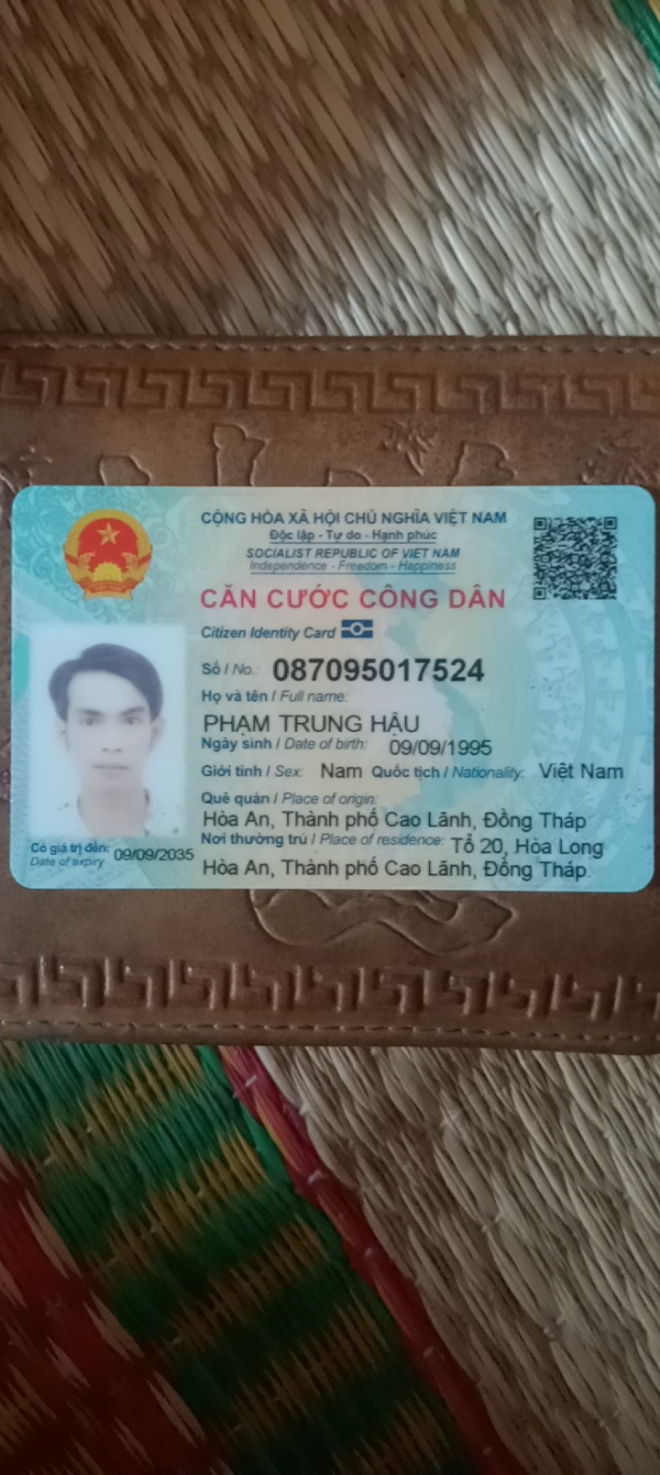 CỘNG HÒA XÃ HỘI CHỦ NGHĨA VIỆT NAM
Độc lập - Tự do - Hạnh phúc
SOCIALIST REPUBLIC OF VIET NAM
Independence - Freedom - Happiness
CĂN CƯỚC CÔNG DÂN
Citizen Identity Card
Số / No.: 087095017524
Họ và tên / Full name:
PHẠM TRUNG HẬU
Ngày sinh / Date of birth: 09/09/1995
Giới tính / Sex: Nam Quốc tịch / Nationality: Việt Nam
Quê quán / Place of origin:
Hòa An, Thành phố Cao Lãnh, Đồng Tháp
Nơi thường trú / Place of residence: Tổ 20, Hòa Long
Hòa An, Thành phố Cao Lãnh, Đồng Tháp
Có giá trị đến: 09/09/2035
Date of expiry